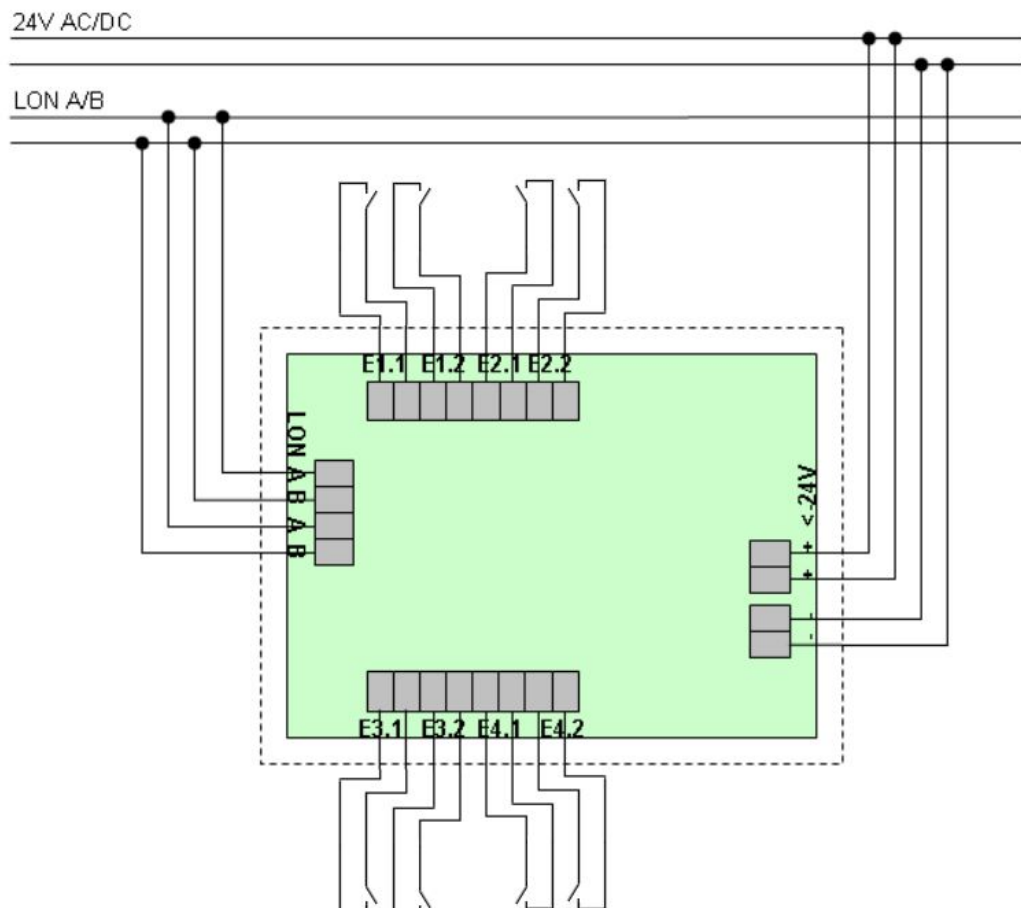 24V AC/DC
LON A/B
E1.1 E1.2 E2.1 E2.2
LON
A
B
A
B
< 24V
+
+
-
-
E3.1 E3.2 E4.1 E4.2